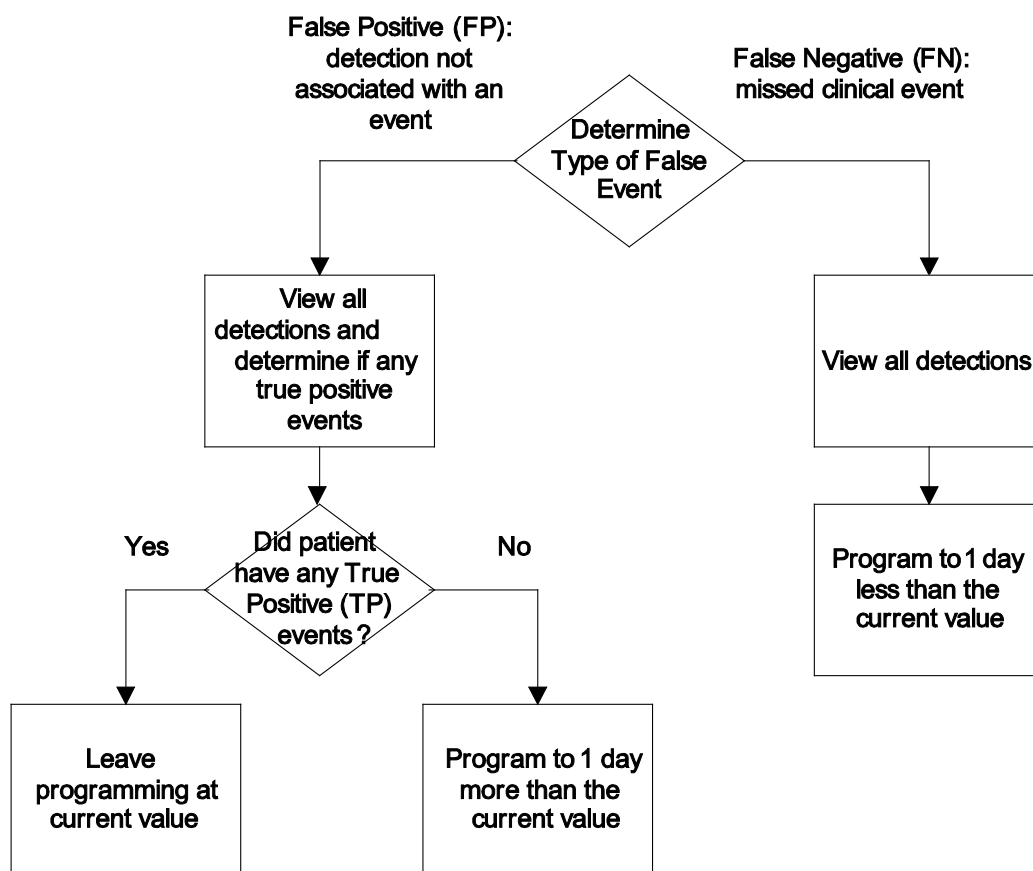 False Positive (FP):
detection not
associated with an
event
False Negative (FN):
missed clinical event
Determine
Type of False
Event
View all
detections and
determine if any
true positive
events
View all detections
Yes
Did patient
have any True
Positive (TP)
events?
No
Program to 1 day
less than the
current value
Leave
programming at
current value
Program to 1 day
more than the
current value